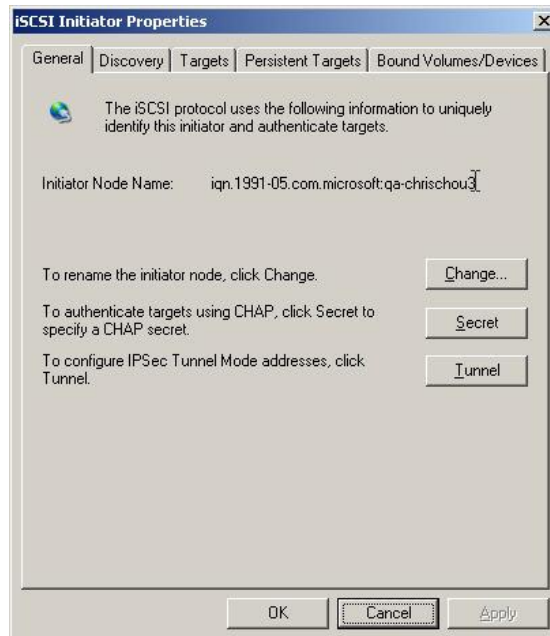 iSCSI Initiator Properties
General Discovery Targets Persistent Targets Bound Volumes/Devices
The iSCSI protocol uses the following information to uniquely
identify this initiator and authenticate targets.
Initiator Node Name: iqn.1991-05.com.microsoft:qa-chrischou3
To rename the initiator node, click Change.
Change...
To authenticate targets using CHAP, click Secret to
specify a CHAP secret.
Secret
To configure IPSec Tunnel Mode addresses, click
Tunnel.
Tunnel
OK Cancel Apply